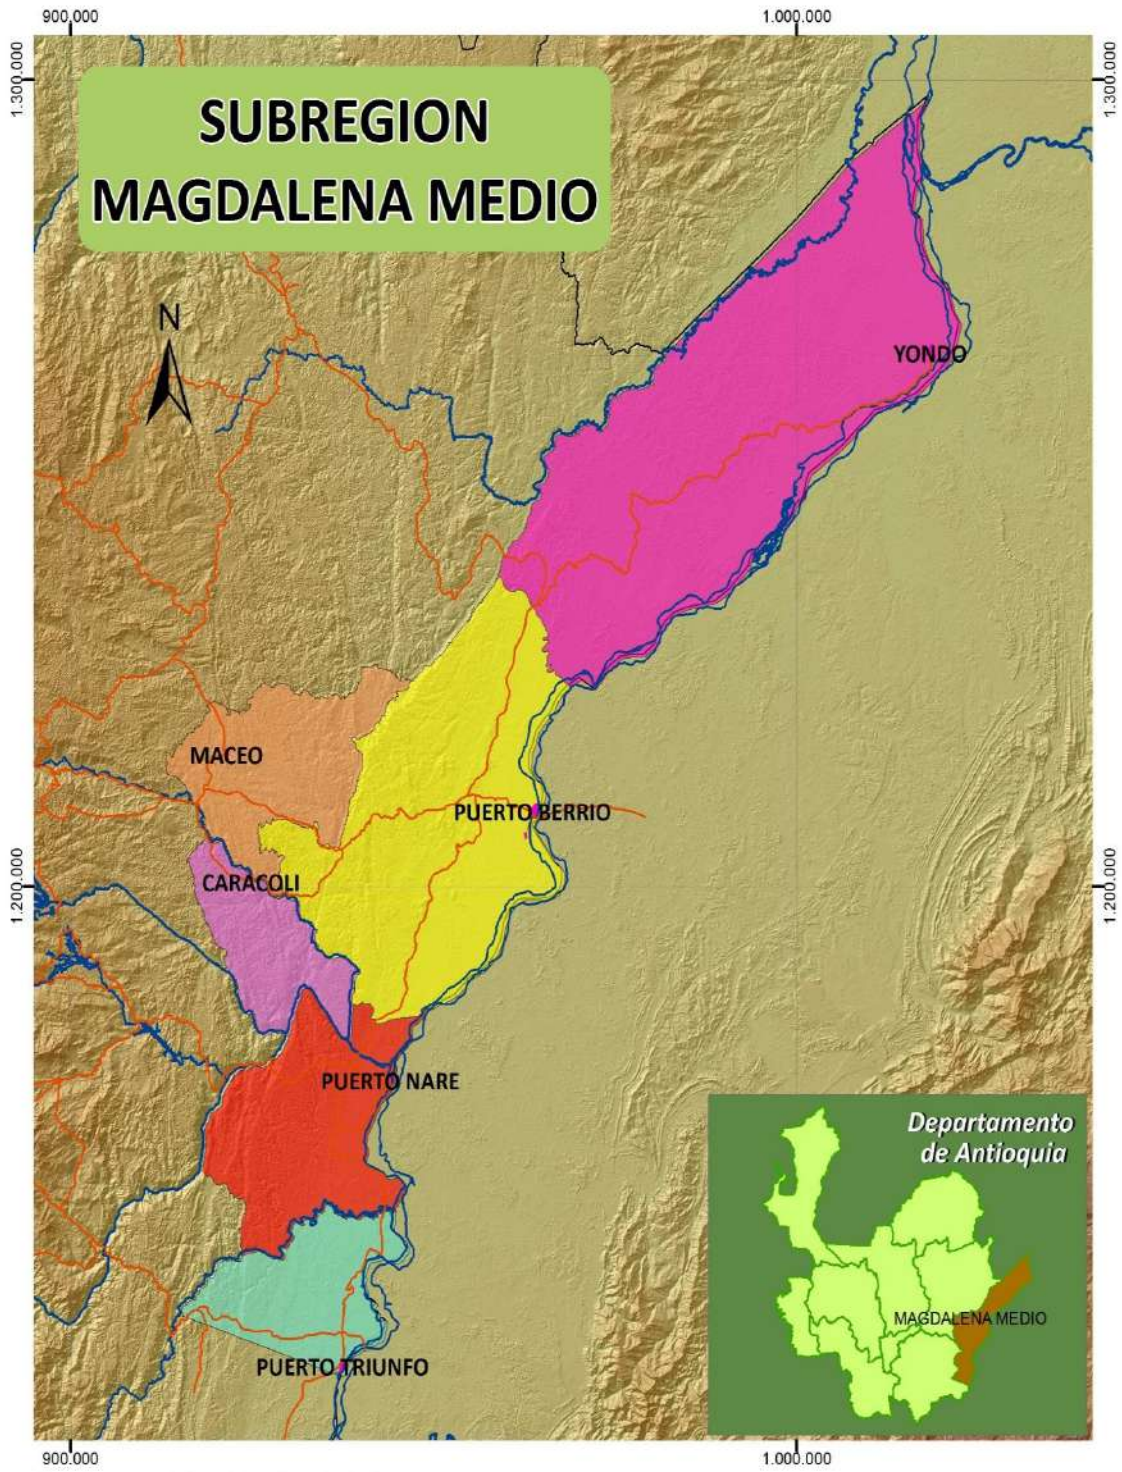 900.000
1.000.000
1.300.000
1.300.000
SUBREGION
MAGDALENA MEDIO
N
YONDO
MACEO
PUERTO BERRIO
CARACOLI
1.200.000
1.200.000
PUERTO NARE
Departamento
de Antioquia
MAGDALENA MEDIO
PUERTO TRIUNFO
900.000
1.000.000